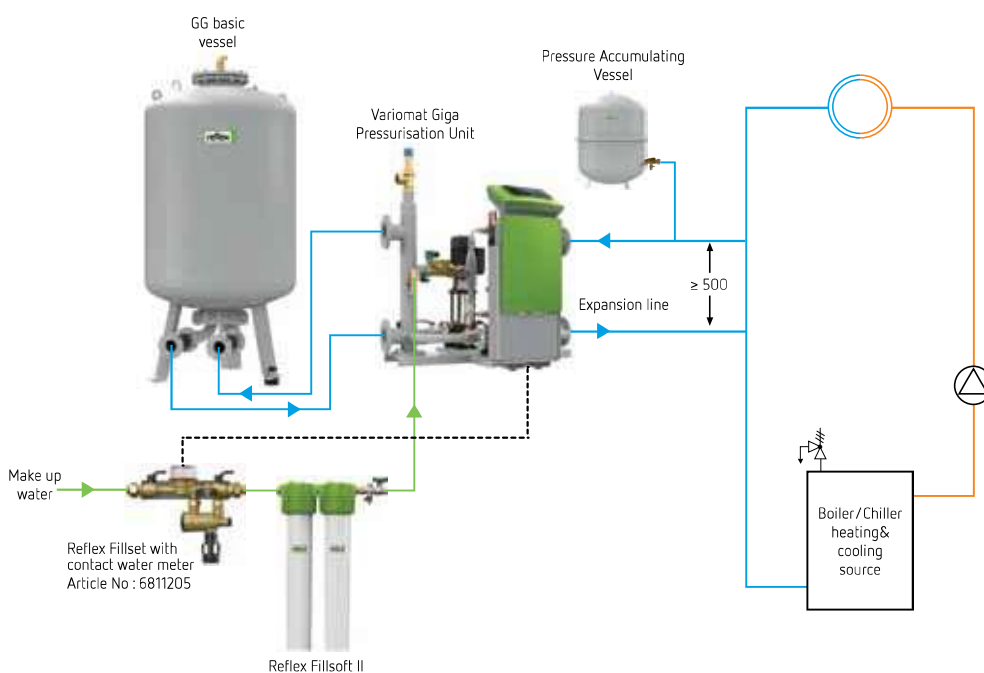 GG basic
vessel
Pressure Accumulating
Vessel
Variomat Giga
Pressurisation Unit
reflex
≥ 500
Expansion line
Make up
water
Boiler/Chiller
heating&
cooling
source
Reflex Fillset with
contact water meter
Article No : 6811205
Reflex Fillsoft II